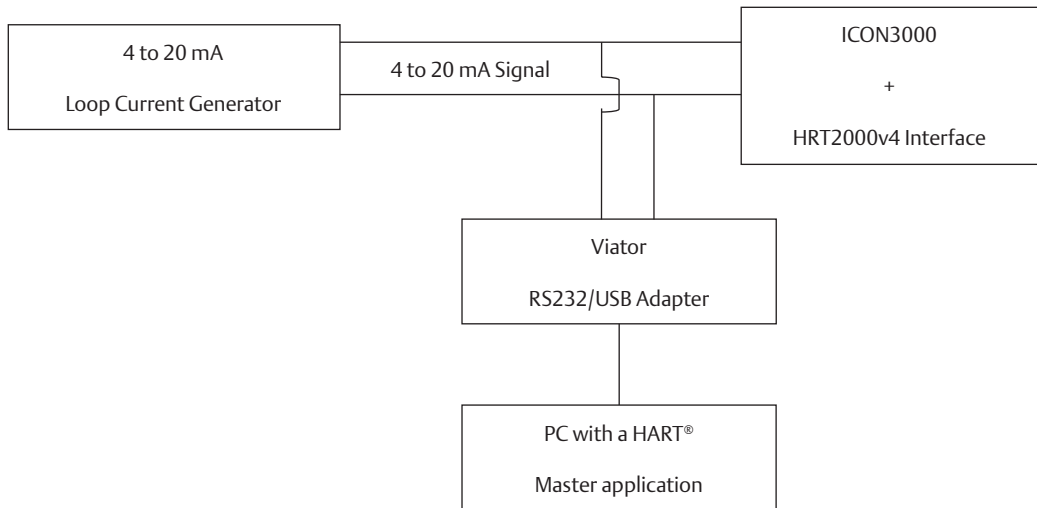 4 to 20 mA
Loop Current Generator
4 to 20 mA Signal
ICON3000
+
HRT2000v4 Interface
Viator
RS232/USB Adapter
PC with a HART®
Master application